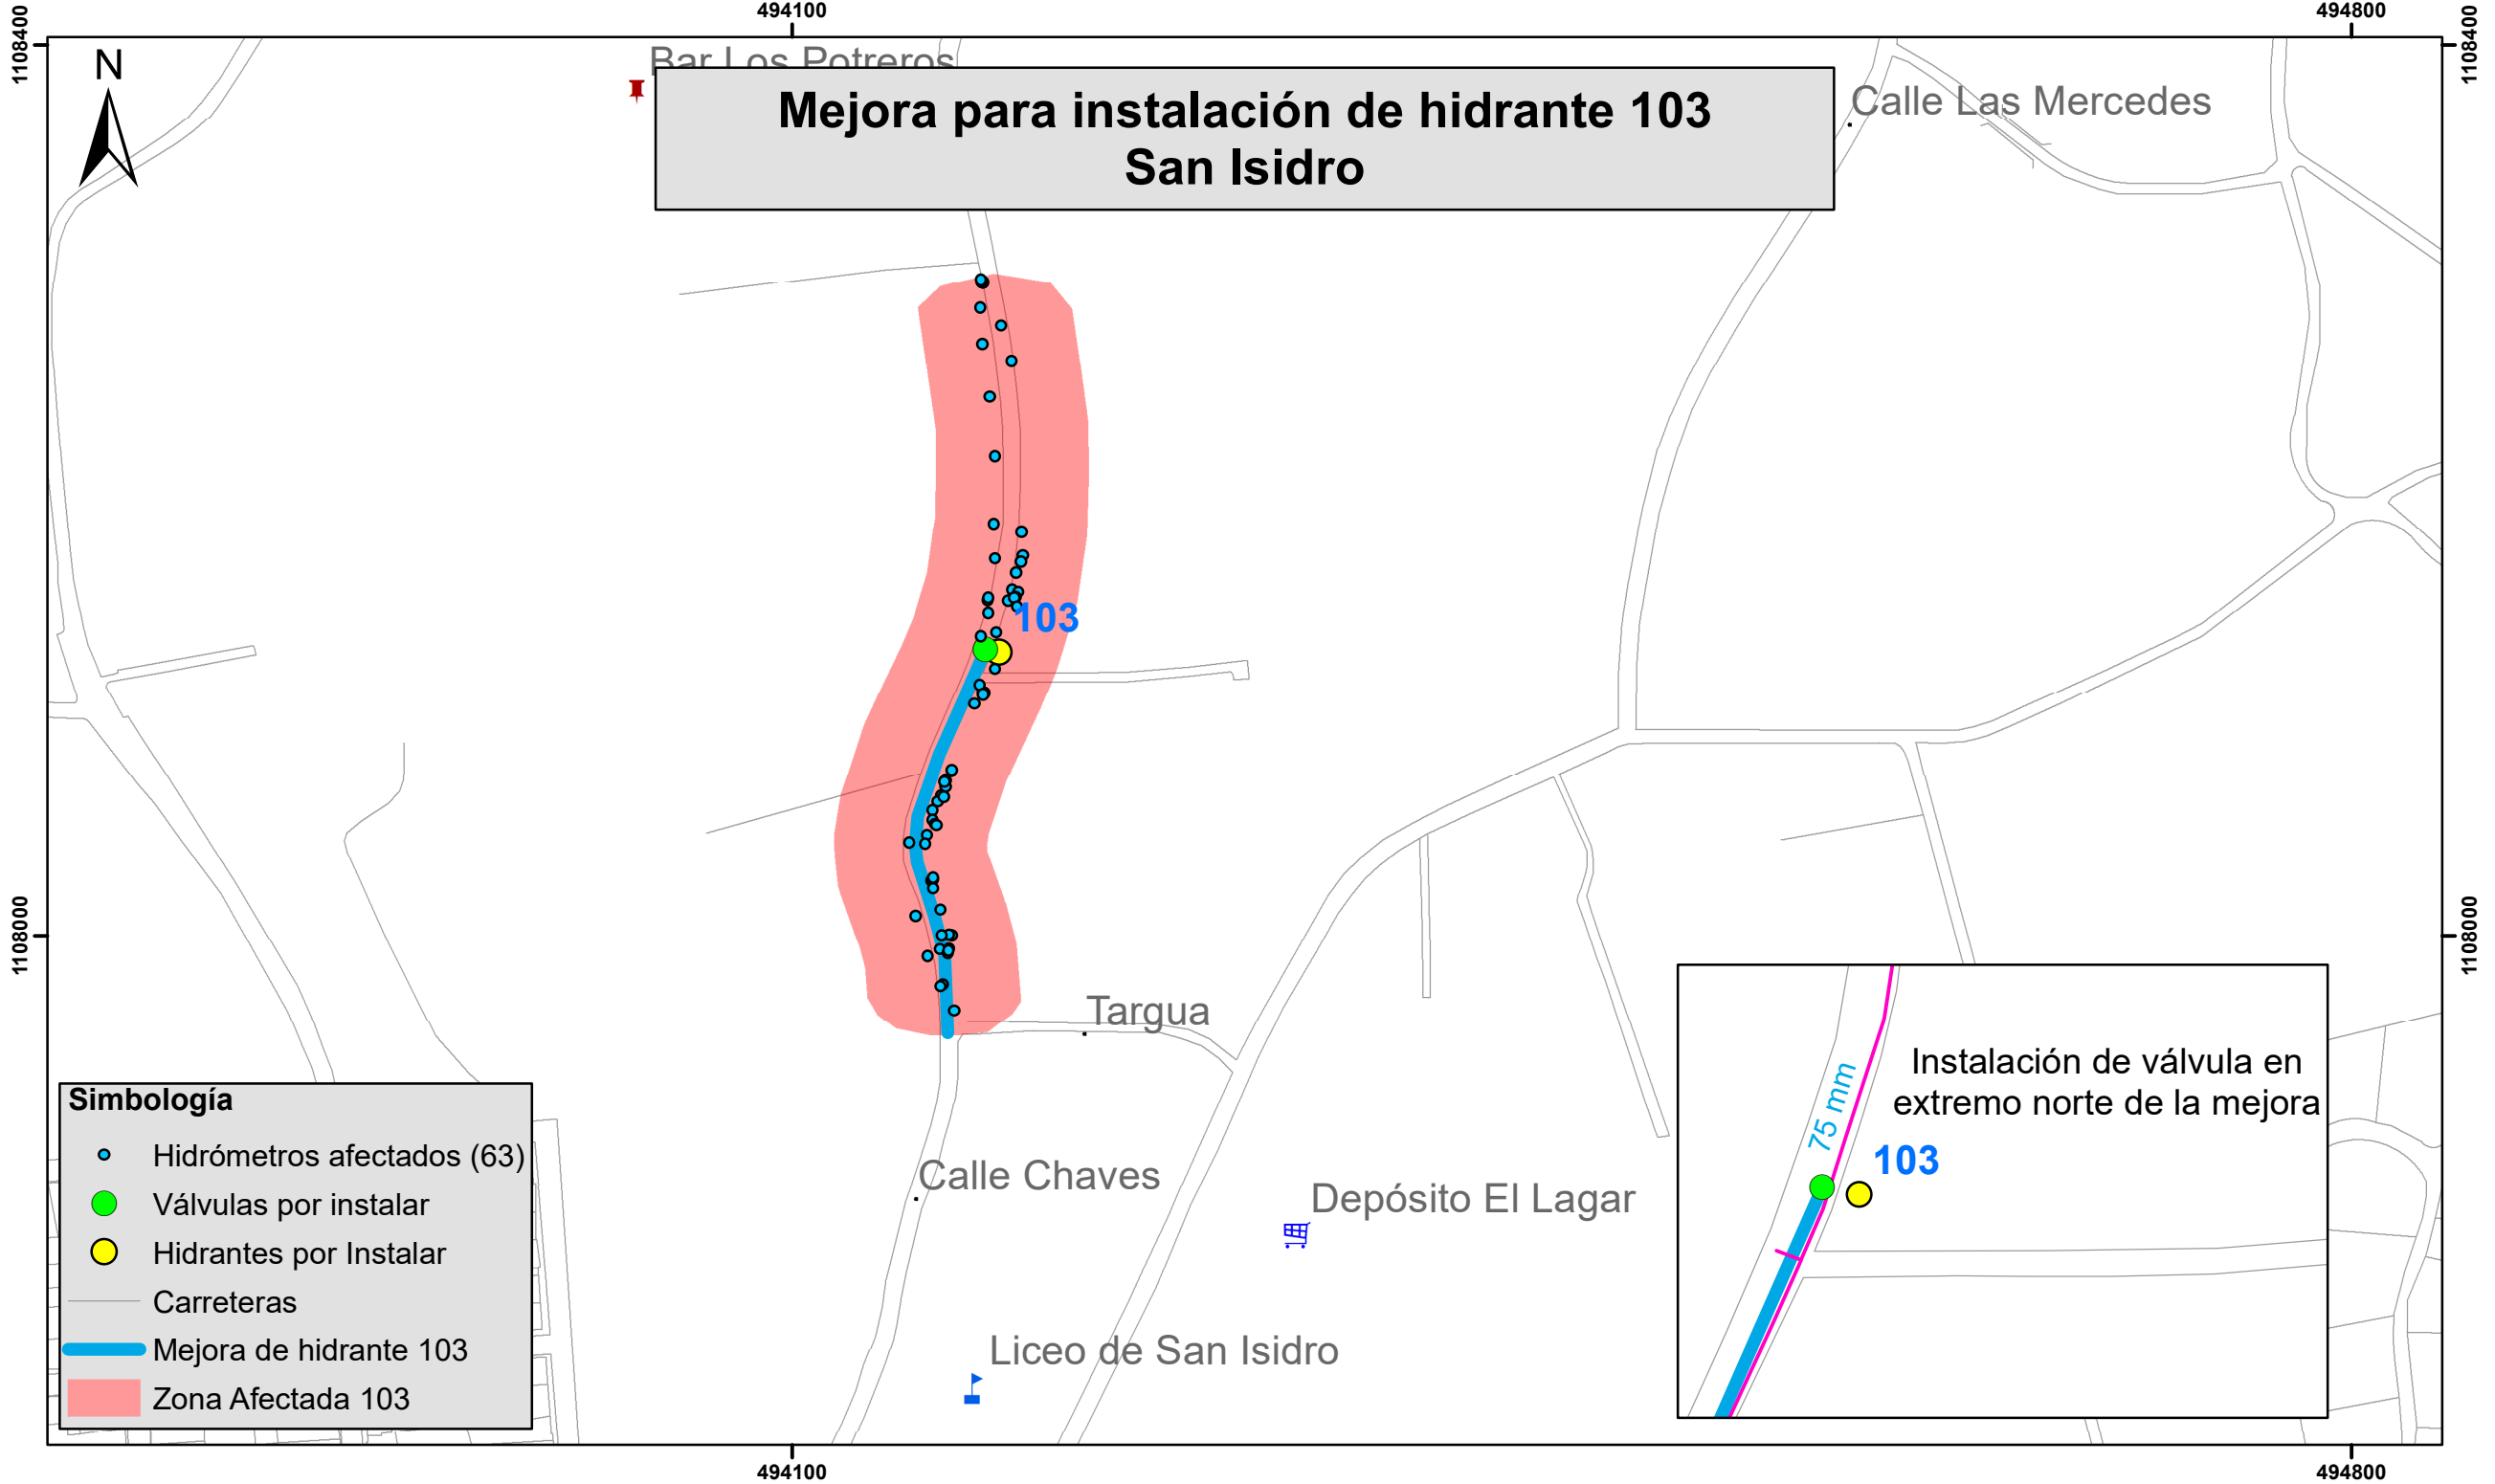 494100
494800
1108400
1108400
N
Bar Los Potreros
Mejora para instalación de hidrante 103
San Isidro
Calle Las Mercedes
103
1108000
1108000
Targua
Calle Chaves
Depósito El Lagar
Liceo de San Isidro
Simbología
Hidrómetros afectados (63)
Válvulas por instalar
Hidrantes por Instalar
Carreteras
Mejora de hidrante 103
Zona Afectada 103
Instalación de válvula en
extremo norte de la mejora
75 mm
103
494100
494800